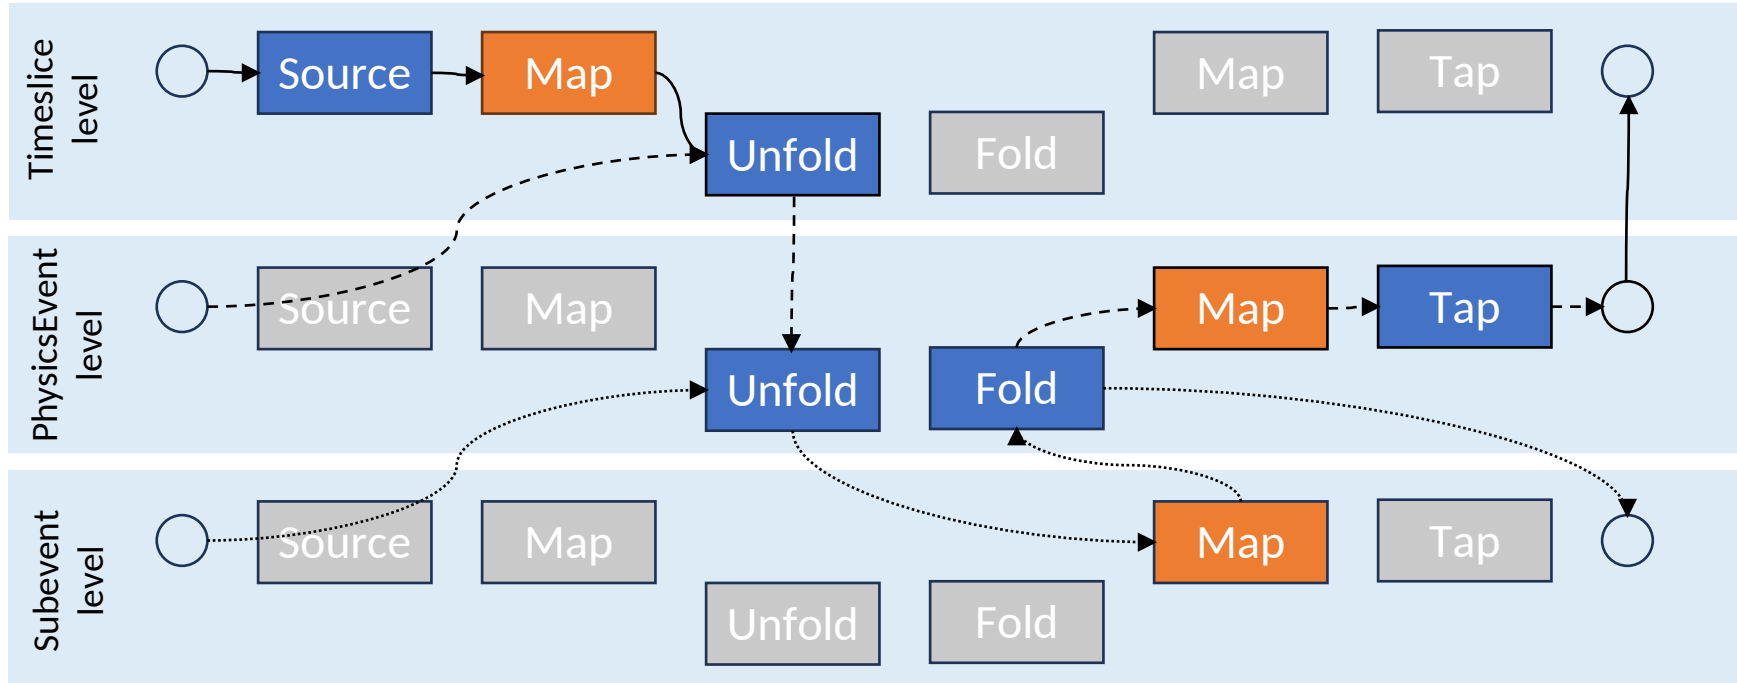 Timeslice
level
Source
Map
Unfold
Fold
Map
Tap
PhysicsEvent
level
Source
Map
Unfold
Fold
Map
Tap
Subevent
level
Source
Map
Unfold
Fold
Map
Tap